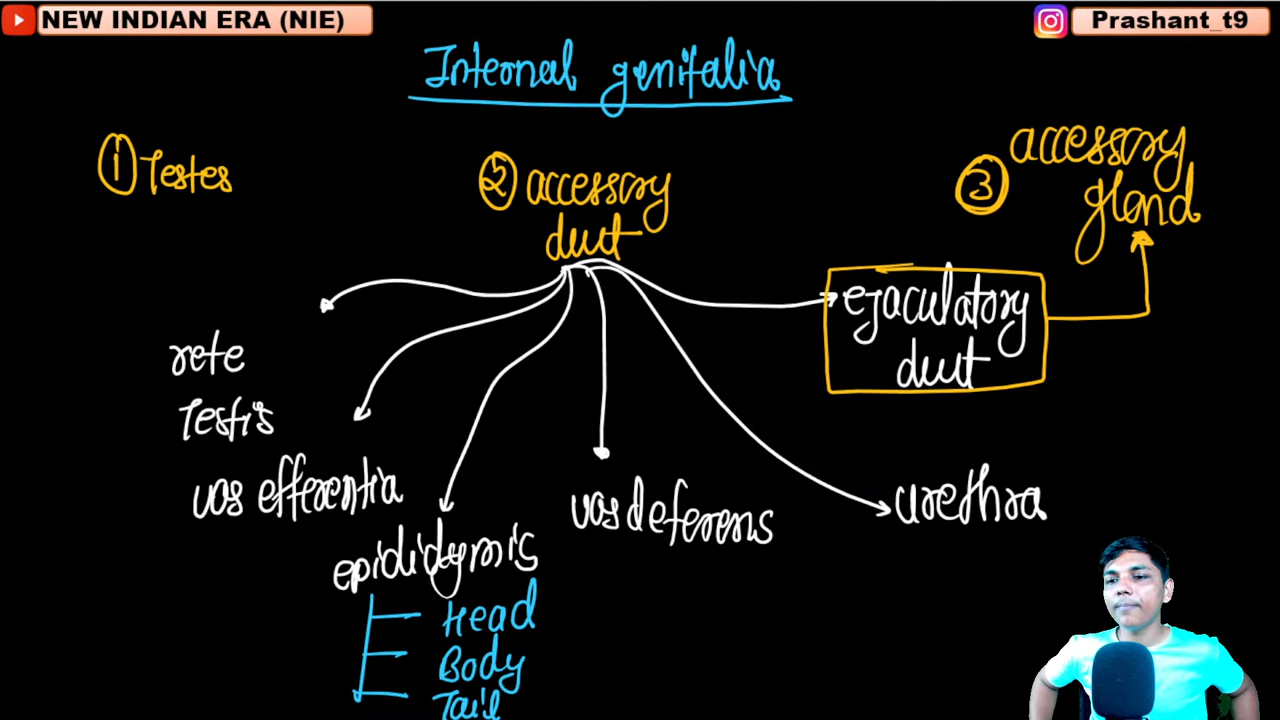 NEW INDIAN ERA (NIE)
Prashant_t9
Internal genitalia
① Testes
② accessory
duct
③ accessory
gland
ejaculatory
duct
rete
Testis
vas efferentia
epididymis
Head
Body
Tail
vas deferens
urethra